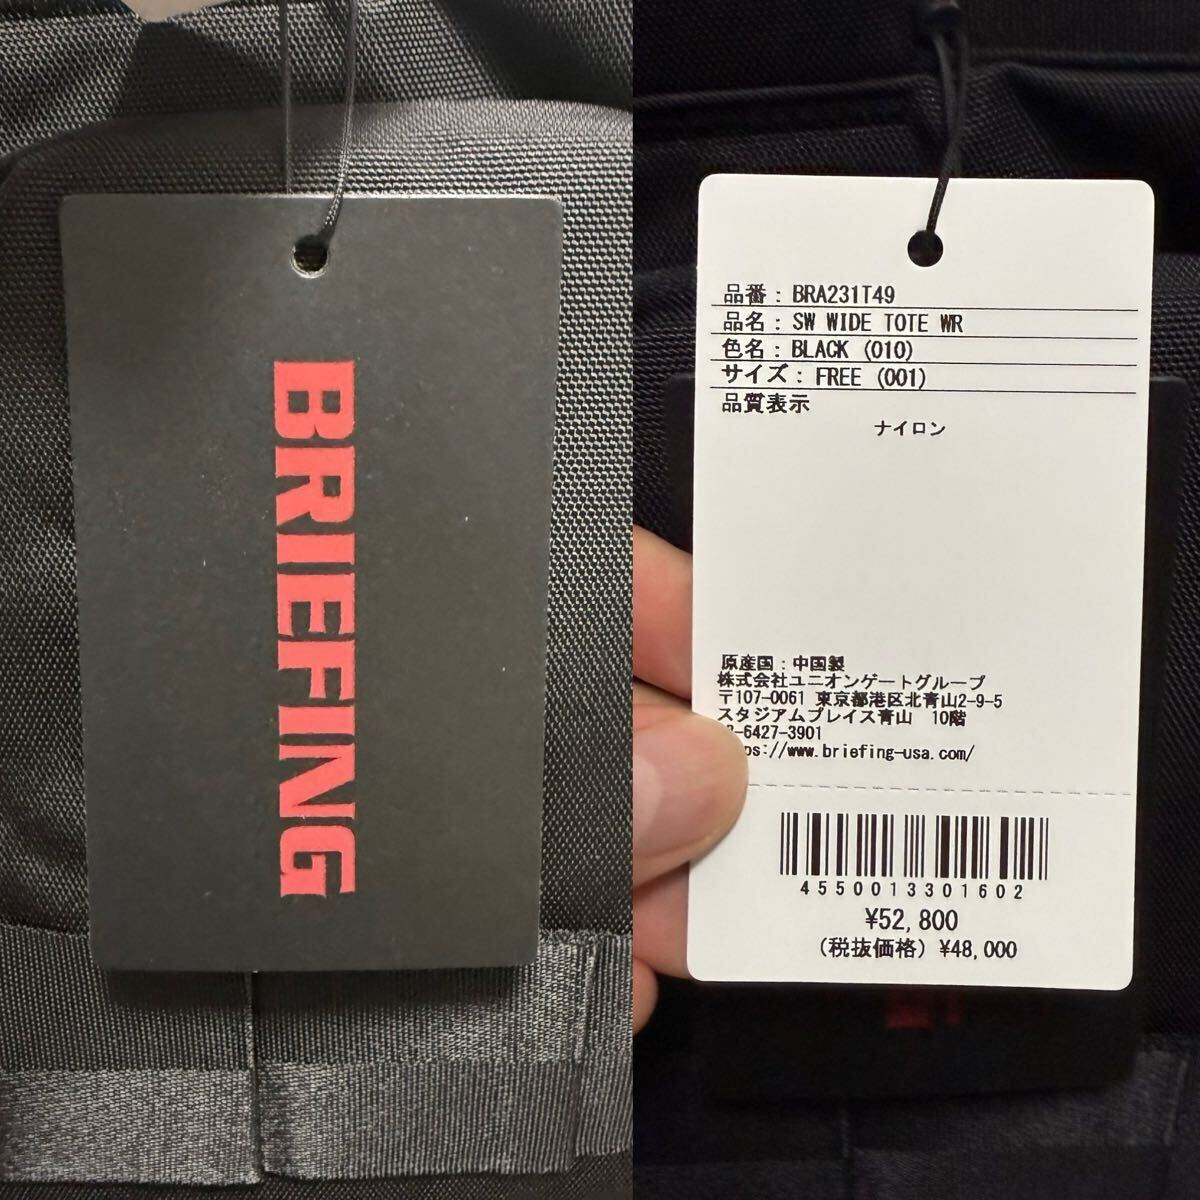 BRIEFING
品番：BRA231T49
品名：SW WIDE TOTE WR
色名：BLACK (010)
サイズ：FREE (001)
品質表示
ナイロン
原産国：中国製
株式会社ユニオンゲートグループ
〒107-0061 東京都港区北青山2-9-5
スタジアムプレイス青山 10階
-6427-3901
ps://www.briefing-usa.com/
4550013301602
¥52,800
(税抜価格) ¥48,000